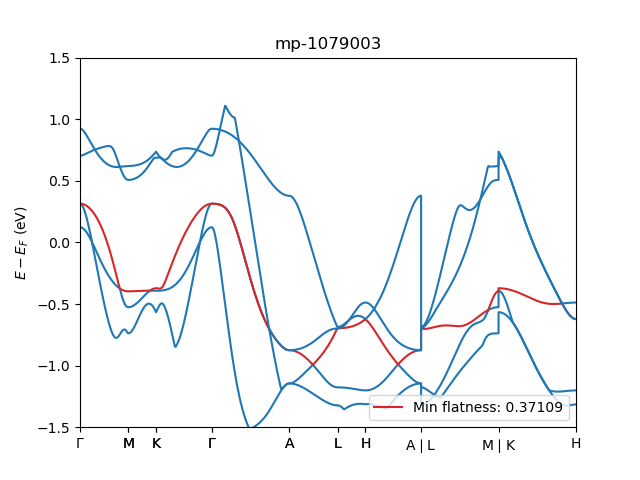 mp-1079003
E − E_F (eV)
1.5
1.0
0.5
0.0
−0.5
−1.0
−1.5
Min flatness: 0.37109
Γ M K Γ A L H A | L M | K H